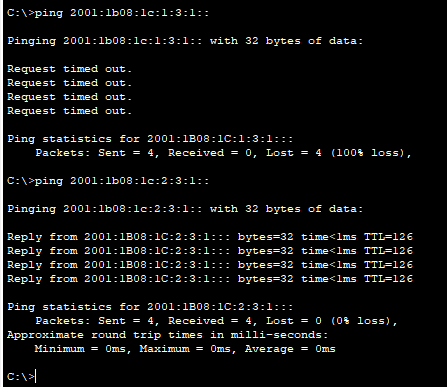 C:\>ping 2001:1b08:1c:1:3:1::
Pinging 2001:1b08:1c:1:3:1:: with 32 bytes of data:
Request timed out.
Request timed out.
Request timed out.
Request timed out.
Ping statistics for 2001:1B08:1C:1:3:1:::
    Packets: Sent = 4, Received = 0, Lost = 4 (100% loss),
C:\>ping 2001:1b08:1c:2:3:1::
Pinging 2001:1b08:1c:2:3:1:: with 32 bytes of data:
Reply from 2001:1B08:1C:2:3:1::: bytes=32 time<1ms TTL=126
Reply from 2001:1B08:1C:2:3:1::: bytes=32 time<1ms TTL=126
Reply from 2001:1B08:1C:2:3:1::: bytes=32 time<1ms TTL=126
Reply from 2001:1B08:1C:2:3:1::: bytes=32 time<1ms TTL=126
Ping statistics for 2001:1B08:1C:2:3:1:::
    Packets: Sent = 4, Received = 4, Lost = 0 (0% loss),
Approximate round trip times in milli-seconds:
    Minimum = 0ms, Maximum = 0ms, Average = 0ms
C:\>